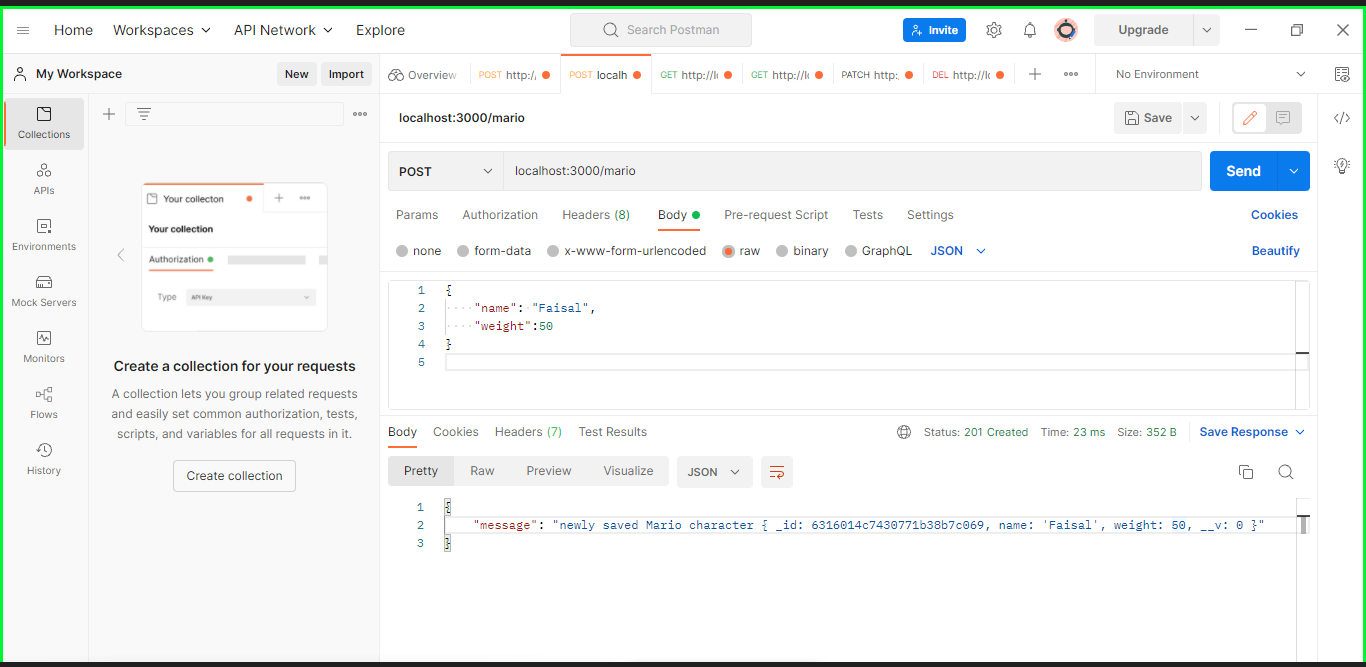 Home Workspaces API Network Explore Search Postman Invite Upgrade
My Workspace New Import Overview POST http:/ POST localh GET http://lo GET http://lo PATCH http: DEL http://lo No Environment
Collections
APIs
Environments
Mock Servers
Monitors
Flows
History
Your collecton
Your collection
Authorization
Type API Key
Create a collection for your requests
A collection lets you group related requests
and easily set common authorization, tests,
scripts, and variables for all requests in it.
Create collection
localhost:3000/mario Save
POST localhost:3000/mario Send
Params Authorization Headers (8) Body Pre-request Script Tests Settings Cookies
none form-data x-www-form-urlencoded raw binary GraphQL JSON Beautify
1 {
2 "name": "Faisal",
3 "weight":50
4 }
5
Body Cookies Headers (7) Test Results Status: 201 Created Time: 23 ms Size: 352 B Save Response
Pretty Raw Preview Visualize JSON
1 {
2 "message": "newly saved Mario character { _id: 6316014c7430771b38b7c069, name: 'Faisal', weight: 50, __v: 0 }"
3 }